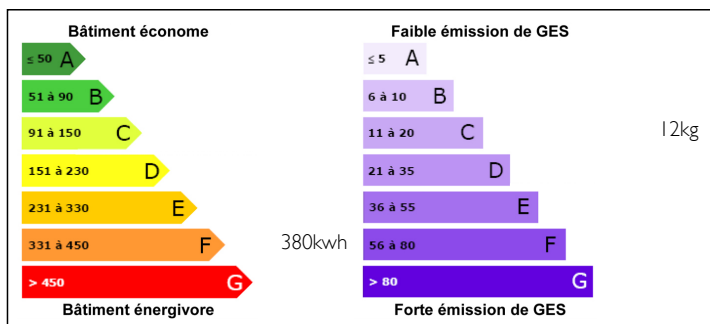 Bâtiment économe
≤ 50 A
51 à 90 B
91 à 150 C
151 à 230 D
231 à 330 E
331 à 450 F
380kwh
> 450 G
Bâtiment énergivore
Faible émission de GES
≤ 5 A
6 à 10 B
11 à 20 C
12kg
21 à 35 D
36 à 55 E
56 à 80 F
> 80 G
Forte émission de GES